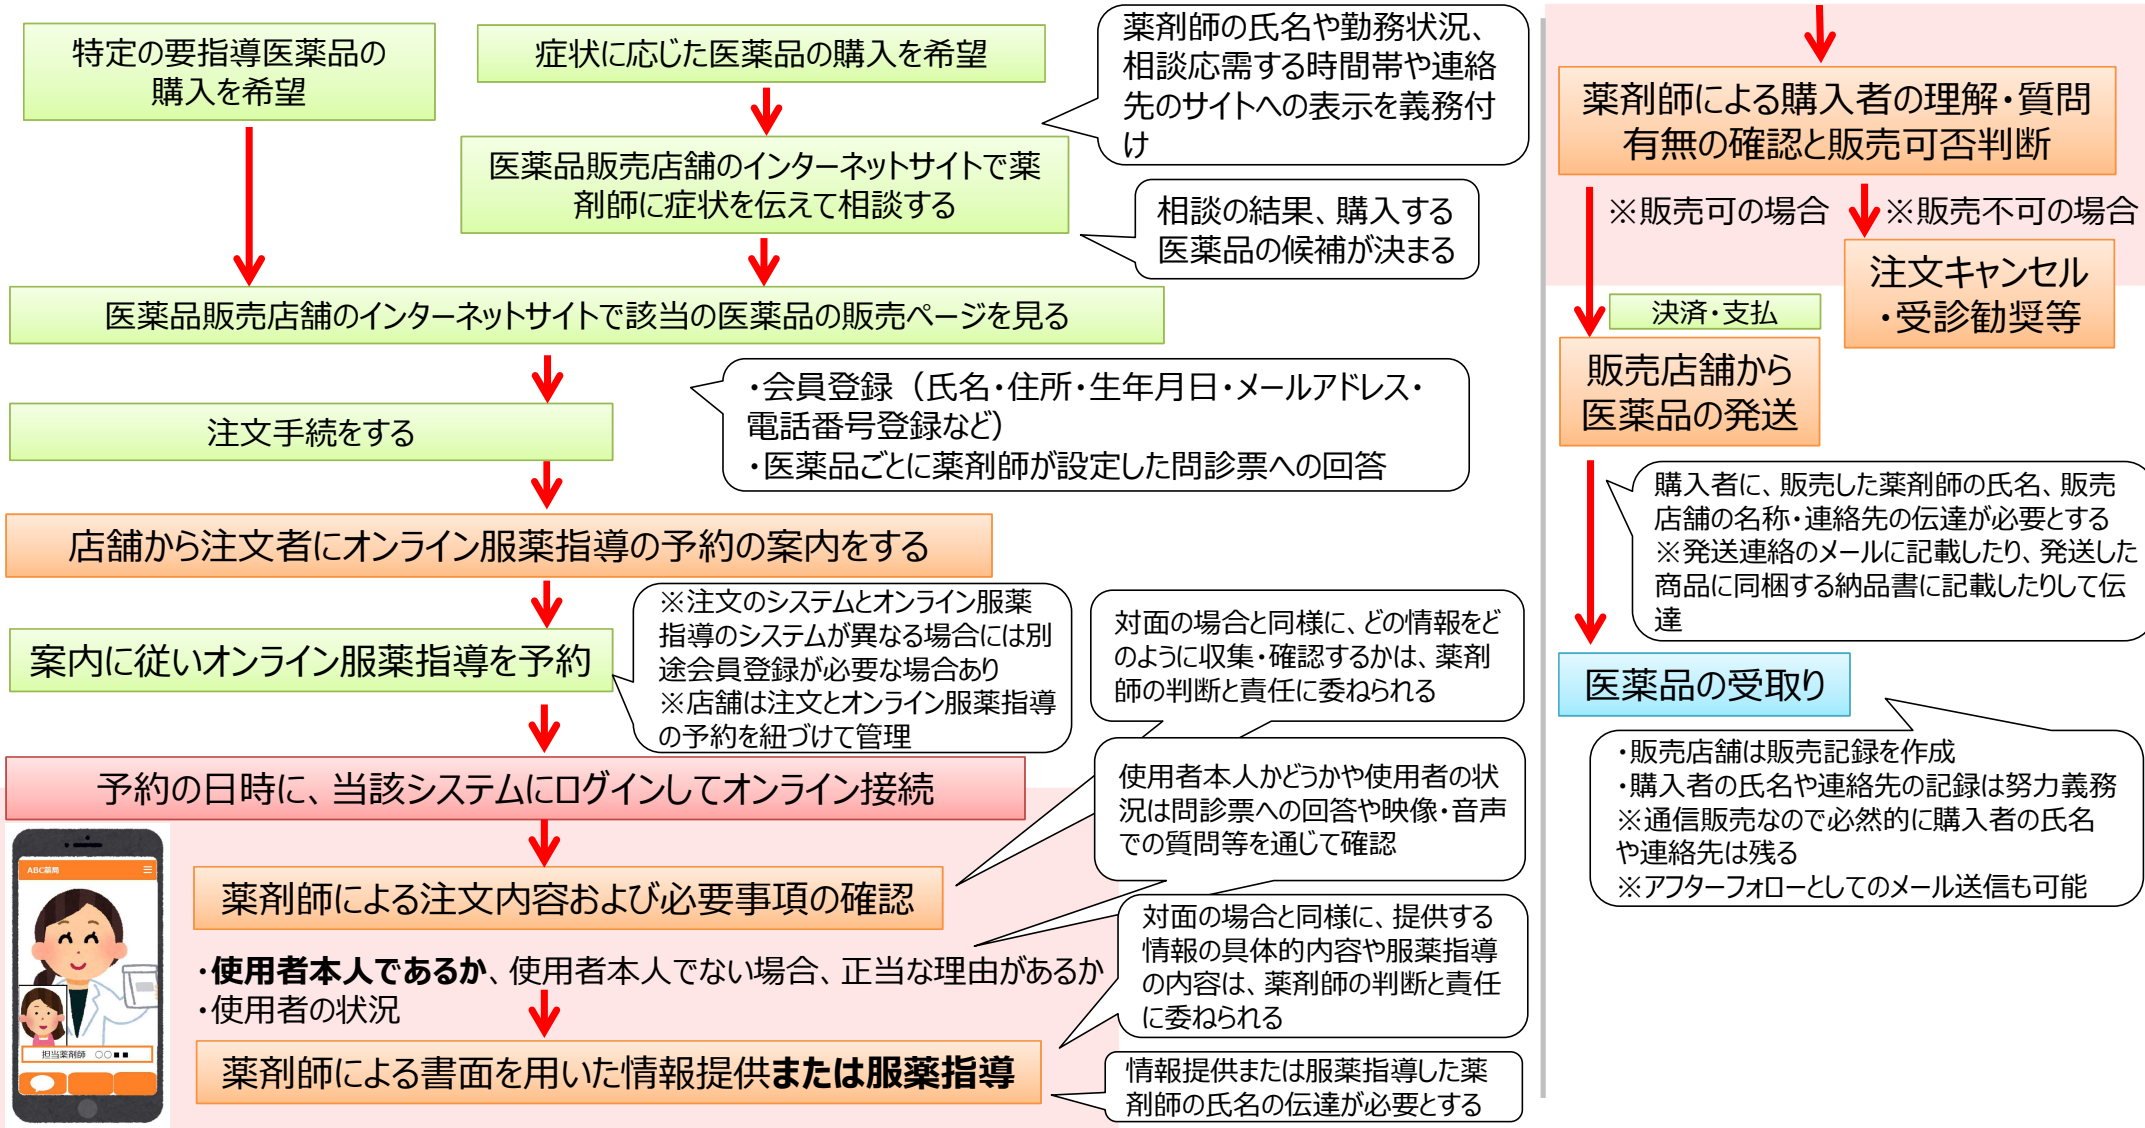 特定の要指導医薬品の
購入を希望
症状に応じた医薬品の購入を希望
薬剤師の氏名や勤務状況、
相談応需する時間帯や連絡
先のサイトへの表示を義務付
け
医薬品販売店舗のインターネットサイトで薬
剤師に症状を伝えて相談する
相談の結果、購入する
医薬品の候補が決まる
医薬品販売店舗のインターネットサイトで該当の医薬品の販売ページを見る
・会員登録（氏名・住所・生年月日・メールアドレス・
電話番号登録など）
・医薬品ごとに薬剤師が設定した問診票への回答
注文手続をする
店舗から注文者にオンライン服薬指導の予約の案内をする
案内に従いオンライン服薬指導を予約
※注文のシステムとオンライン服薬
指導のシステムが異なる場合には別
途会員登録が必要な場合あり
※店舗は注文とオンライン服薬指導
の予約を紐づけて管理
対面の場合と同様に、どの情報をど
のように収集・確認するかは、薬剤
師の判断と責任に委ねられる
予約の日時に、当該システムにログインしてオンライン接続
使用者本人かどうかや使用者の状
況は問診票への回答や映像・音声
での質問等を通じて確認
ABC薬局
薬剤師による注文内容および必要事項の確認
・使用者本人であるか、使用者本人でない場合、正当な理由があるか
・使用者の状況
対面の場合と同様に、提供する
情報の具体的内容や服薬指導
の内容は、薬剤師の判断と責任
に委ねられる
担当薬剤師 ○○■■
薬剤師による書面を用いた情報提供または服薬指導
情報提供または服薬指導した薬
剤師の氏名の伝達が必要とする
薬剤師による購入者の理解・質問
有無の確認と販売可否判断
※販売可の場合
※販売不可の場合
注文キャンセル
・受診勧奨等
決済・支払
販売店舗から
医薬品の発送
購入者に、販売した薬剤師の氏名、販売
店舗の名称・連絡先の伝達が必要とする
※発送連絡のメールに記載したり、発送した
商品に同梱する納品書に記載したりして伝
達
医薬品の受取り
・販売店舗は販売記録を作成
・購入者の氏名や連絡先の記録は努力義務
※通信販売なので必然的に購入者の氏名
や連絡先は残る
※アフターフォローとしてのメール送信も可能